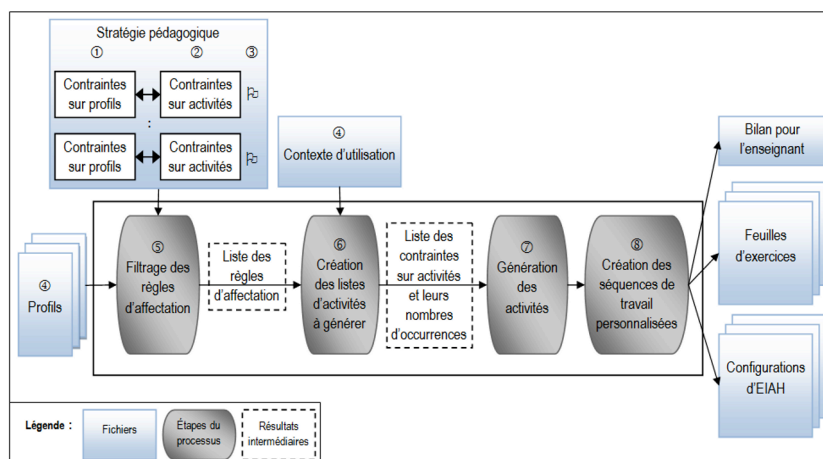 Stratégie pédagogique
① ② ③
Contraintes sur profils
Contraintes sur activités
:
Contraintes sur profils
Contraintes sur activités
④
Contexte d'utilisation
④
Profils
⑤
Filtrage des
règles
d'affectation
Liste des
règles
d'affectation
⑥
Création
des listes
d'activités
à générer
Liste des
contraintes
sur activités
et leurs
nombres
d'occurrences
⑦
Génération
des
activités
⑧
Création des
séquences de
travail
personnalisées
Bilan pour
l'enseignant
Feuilles
d'exercices
Configurations
d'EIAH
Légende :
Fichiers
Étapes du
processus
Résultats
intermédiaires